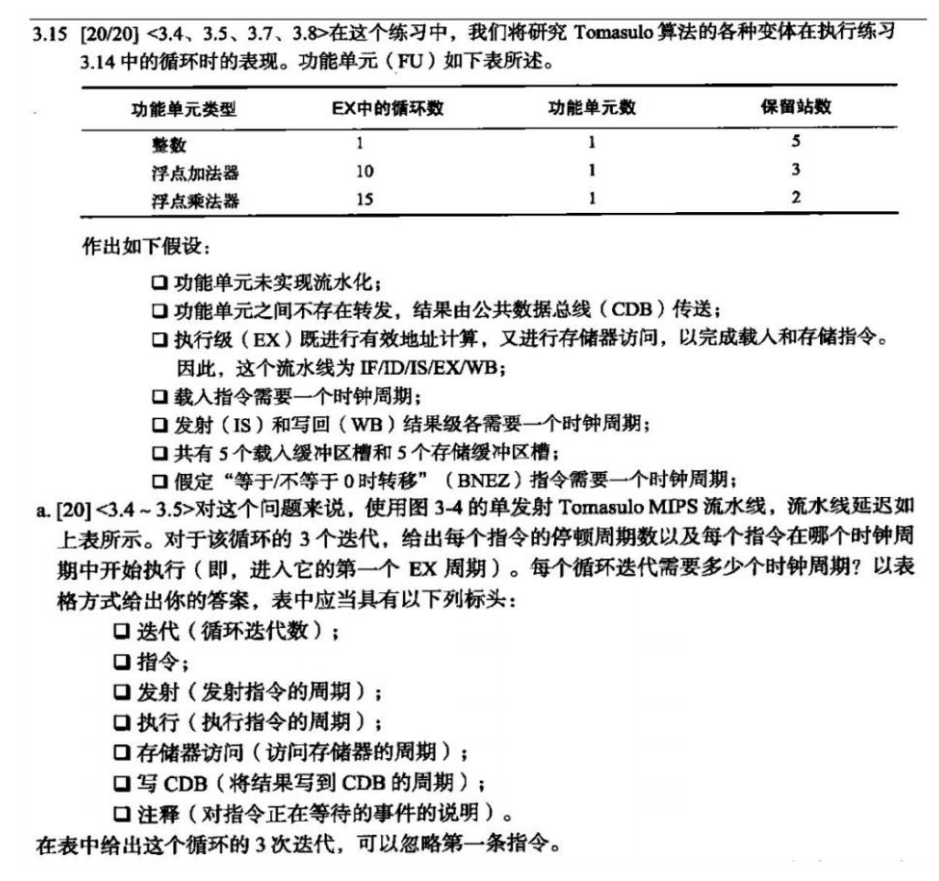 3.15 [20/20] <3.4、3.5、3.7、3.8>在这个练习中，我们将研究 Tomasulo 算法的各种变体在执行练习
3.14 中的循环时的表现。功能单元（FU）如下表所述。
功能单元类型 EX中的循环数 功能单元数 保留站数
整数 1 1 5
浮点加法器 10 1 3
浮点乘法器 15 1 2
作出如下假设：
❑ 功能单元未实现流水化；
❑ 功能单元之间不存在转发，结果由公共数据总线（CDB）传送；
❑ 执行级（EX）既进行有效地址计算，又进行存储器访问，以完成载入和存储指令。
因此，这个流水线为 IF/ID/IS/EX/WB；
❑ 载入指令需要一个时钟周期；
❑ 发射（IS）和写回（WB）结果级各需要一个时钟周期；
❑ 共有 5 个载入缓冲区槽和 5 个存储缓冲区槽；
❑ 假定“等于/不等于 0 时转移”（BNEZ）指令需要一个时钟周期；
a. [20] <3.4 ~ 3.5>对这个问题来说，使用图 3-4 的单发射 Tomasulo MIPS 流水线，流水线延迟如
上表所示。对于该循环的 3 个迭代，给出每个指令的停顿周期数以及每个指令在哪个时钟周
期中开始执行（即，进入它的第一个 EX 周期）。每个循环迭代需要多少个时钟周期？以表
格方式给出你的答案，表中应当具有以下列标头：
❑ 迭代（循环迭代数）；
❑ 指令；
❑ 发射（发射指令的周期）；
❑ 执行（执行指令的周期）；
❑ 存储器访问（访问存储器的周期）；
❑ 写 CDB（将结果写到 CDB 的周期）；
❑ 注释（对指令正在等待的事件的说明）。
在表中给出这个循环的 3 次迭代，可以忽略第一条指令。